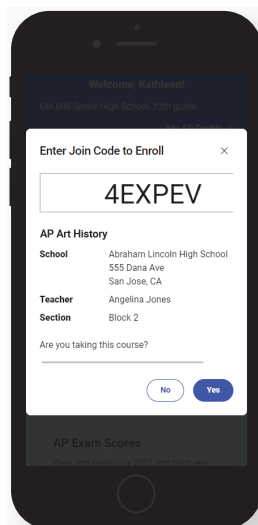 Welcome, Kathleen!
Old Mill Senior High School, 12th grade
My AP Profile
Enter Join Code to Enroll
4EXPEV
AP Art History
School Abraham Lincoln High School
555 Dana Ave
San Jose, CA
Teacher Angelina Jones
Section Block 2
Are you taking this course?
No Yes
AP Exam Scores
View and send your 2023 and prior year